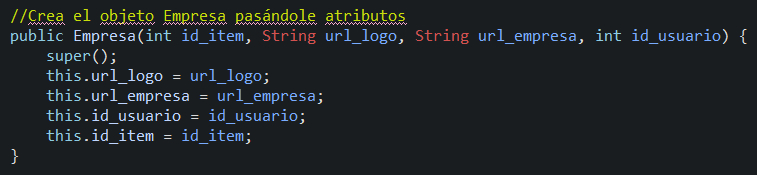 //Crea el objeto Empresa pasándole atributos
public Empresa(int id_item, String url_logo, String url_empresa, int id_usuario) {
    super();
    this.url_logo = url_logo;
    this.url_empresa = url_empresa;
    this.id_usuario = id_usuario;
    this.id_item = id_item;
}